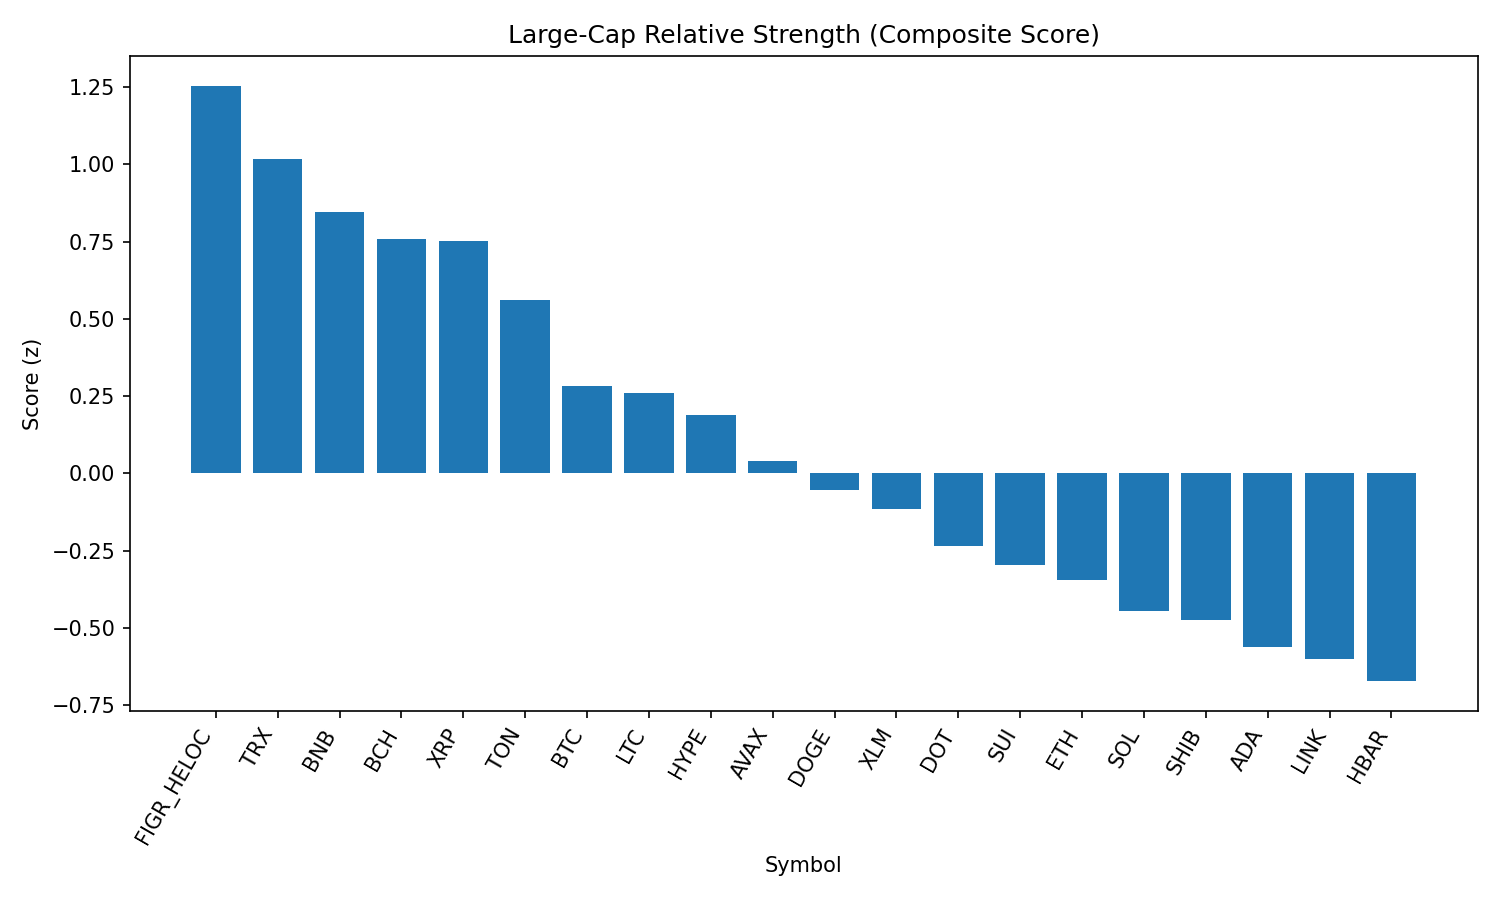 Large-Cap Relative Strength (Composite Score)
Score (z)
1.25
1.00
0.75
0.50
0.25
0.00
−0.25
−0.50
−0.75
FIGR_HELOC
TRX
BNB
BCH
XRP
TON
BTC
LTC
HYPE
AVAX
DOGE
XLM
DOT
SUI
ETH
SOL
SHIB
ADA
LINK
HBAR
Symbol